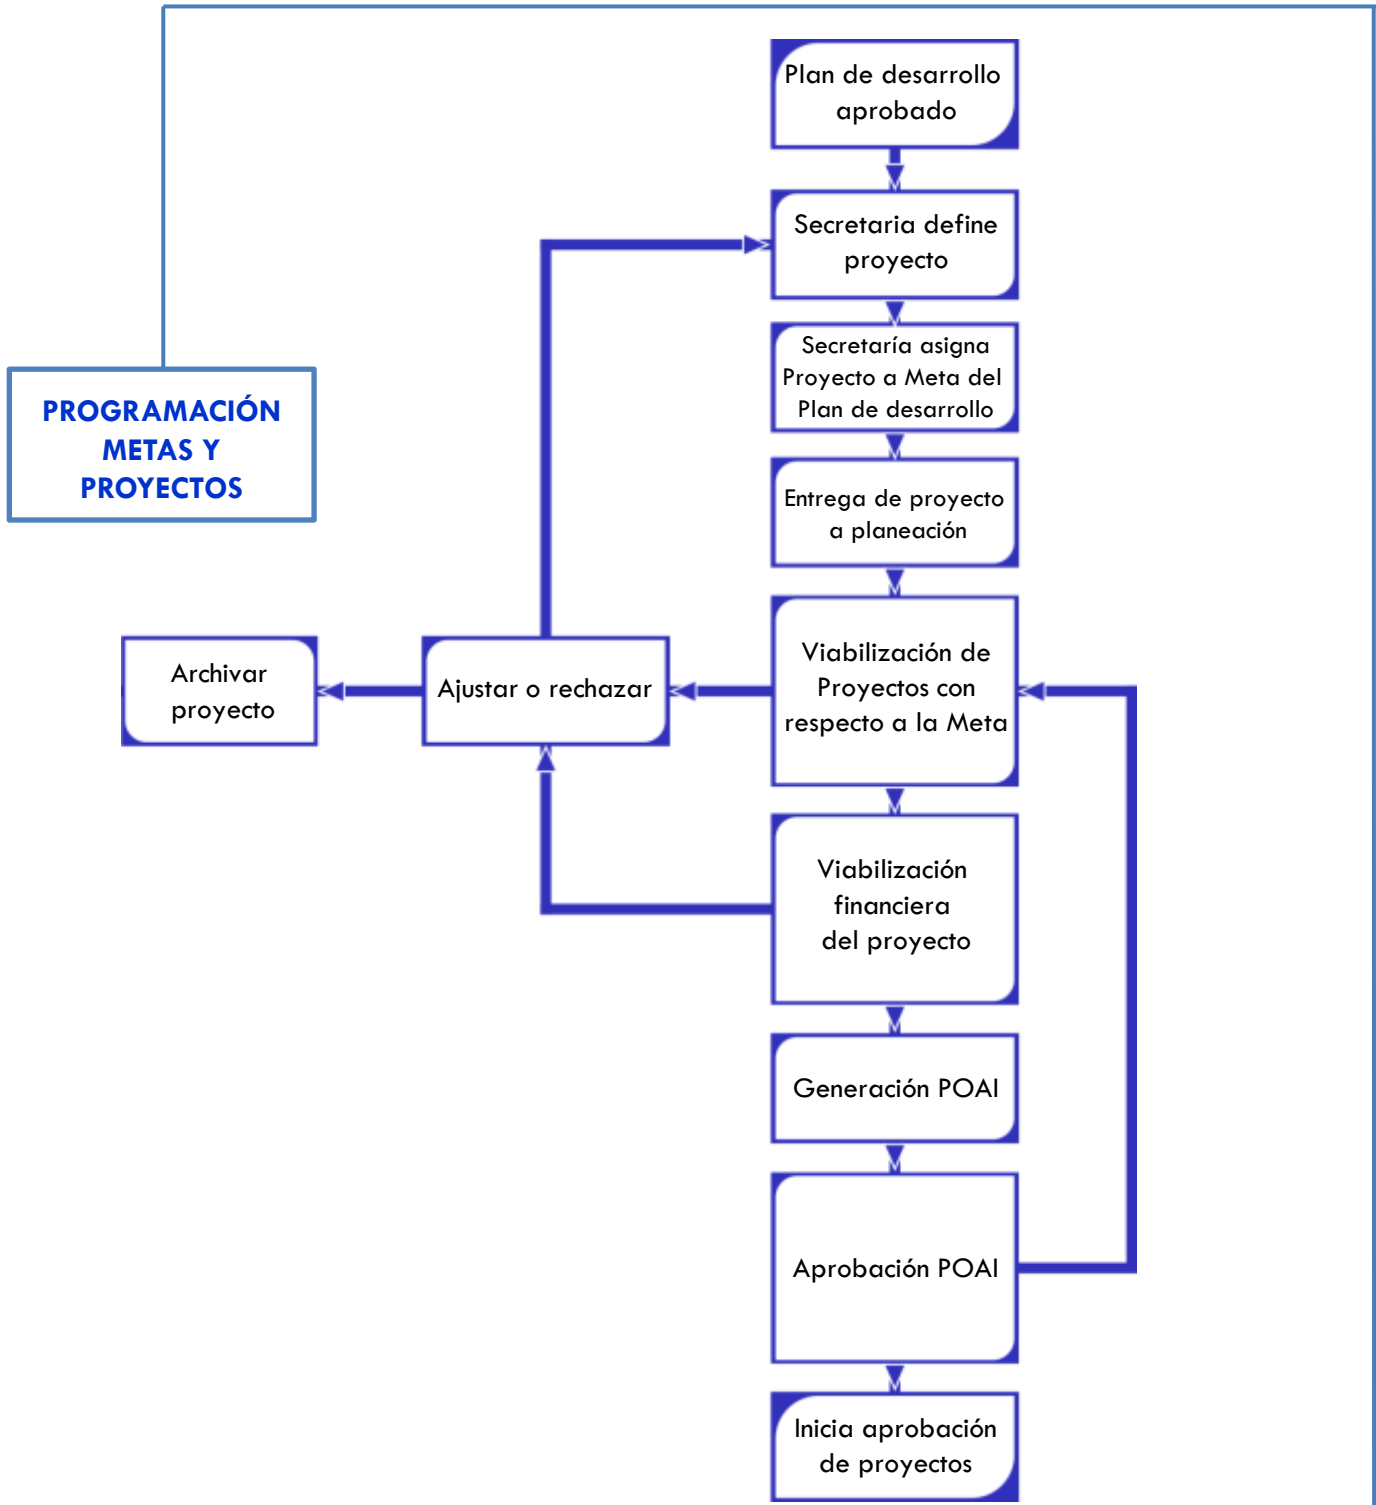 Plan de desarrollo
aprobado
Secretaria define
proyecto
Secretaría asigna
Proyecto a Meta del
Plan de desarrollo
PROGRAMACIÓN
METAS Y
PROYECTOS
Entrega de proyecto
a planeación
Viabilización de
Proyectos con
respecto a la Meta
Ajustar o rechazar
Archivar
proyecto
Viabilización
financiera
del proyecto
Generación POAI
Aprobación POAI
Inicia aprobación
de proyectos